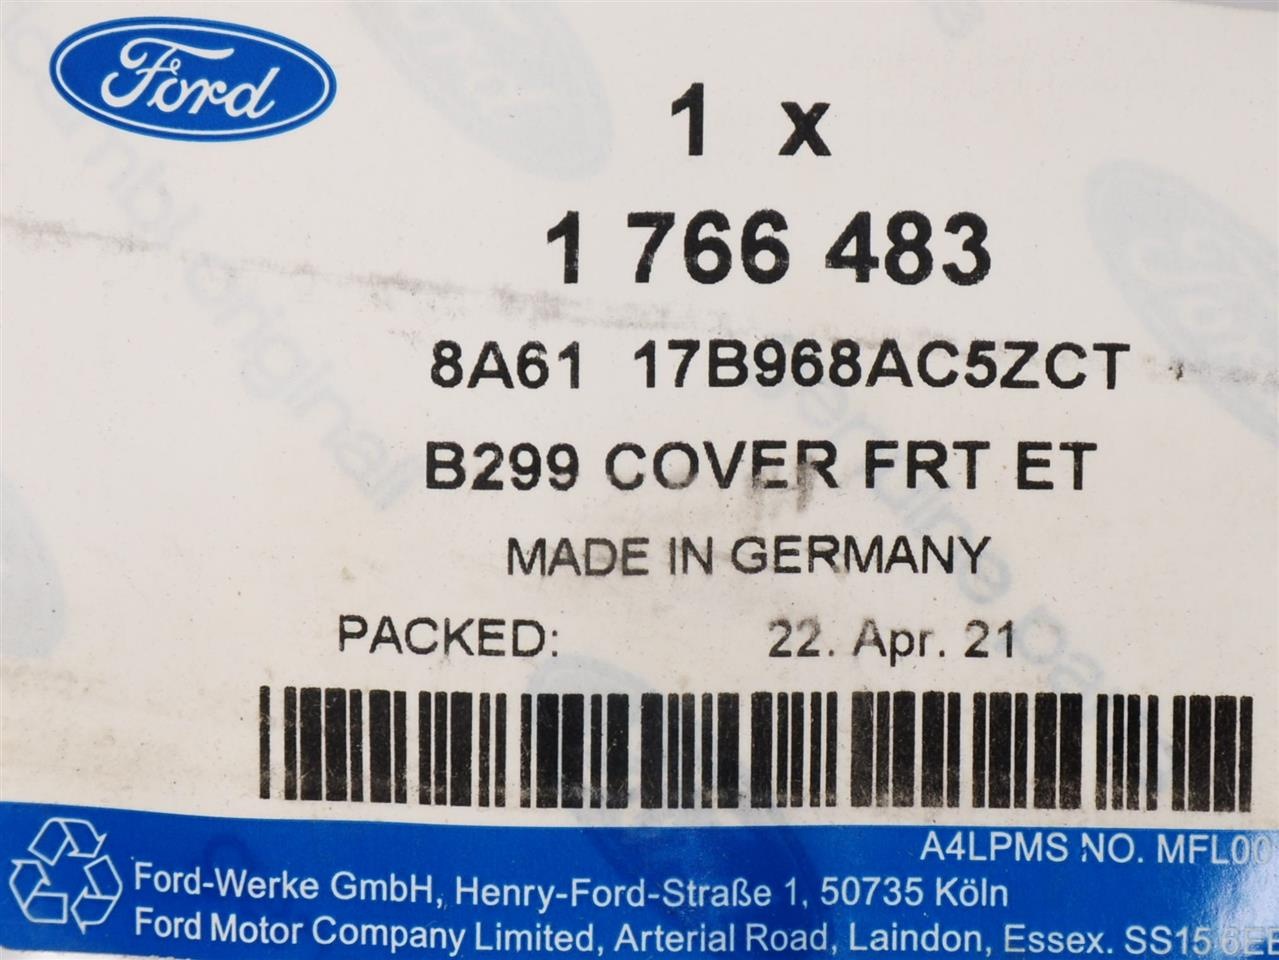 Ford
1 x
1 766 483
8A61 17B968AC5ZCT
B299 COVER FRT ET
MADE IN GERMANY
PACKED: 22. Apr. 21
A4LPMS NO. MFL00
Ford-Werke GmbH, Henry-Ford-Straße 1, 50735 Köln
Ford Motor Company Limited, Arterial Road, Laindon, Essex. SS15 6EE